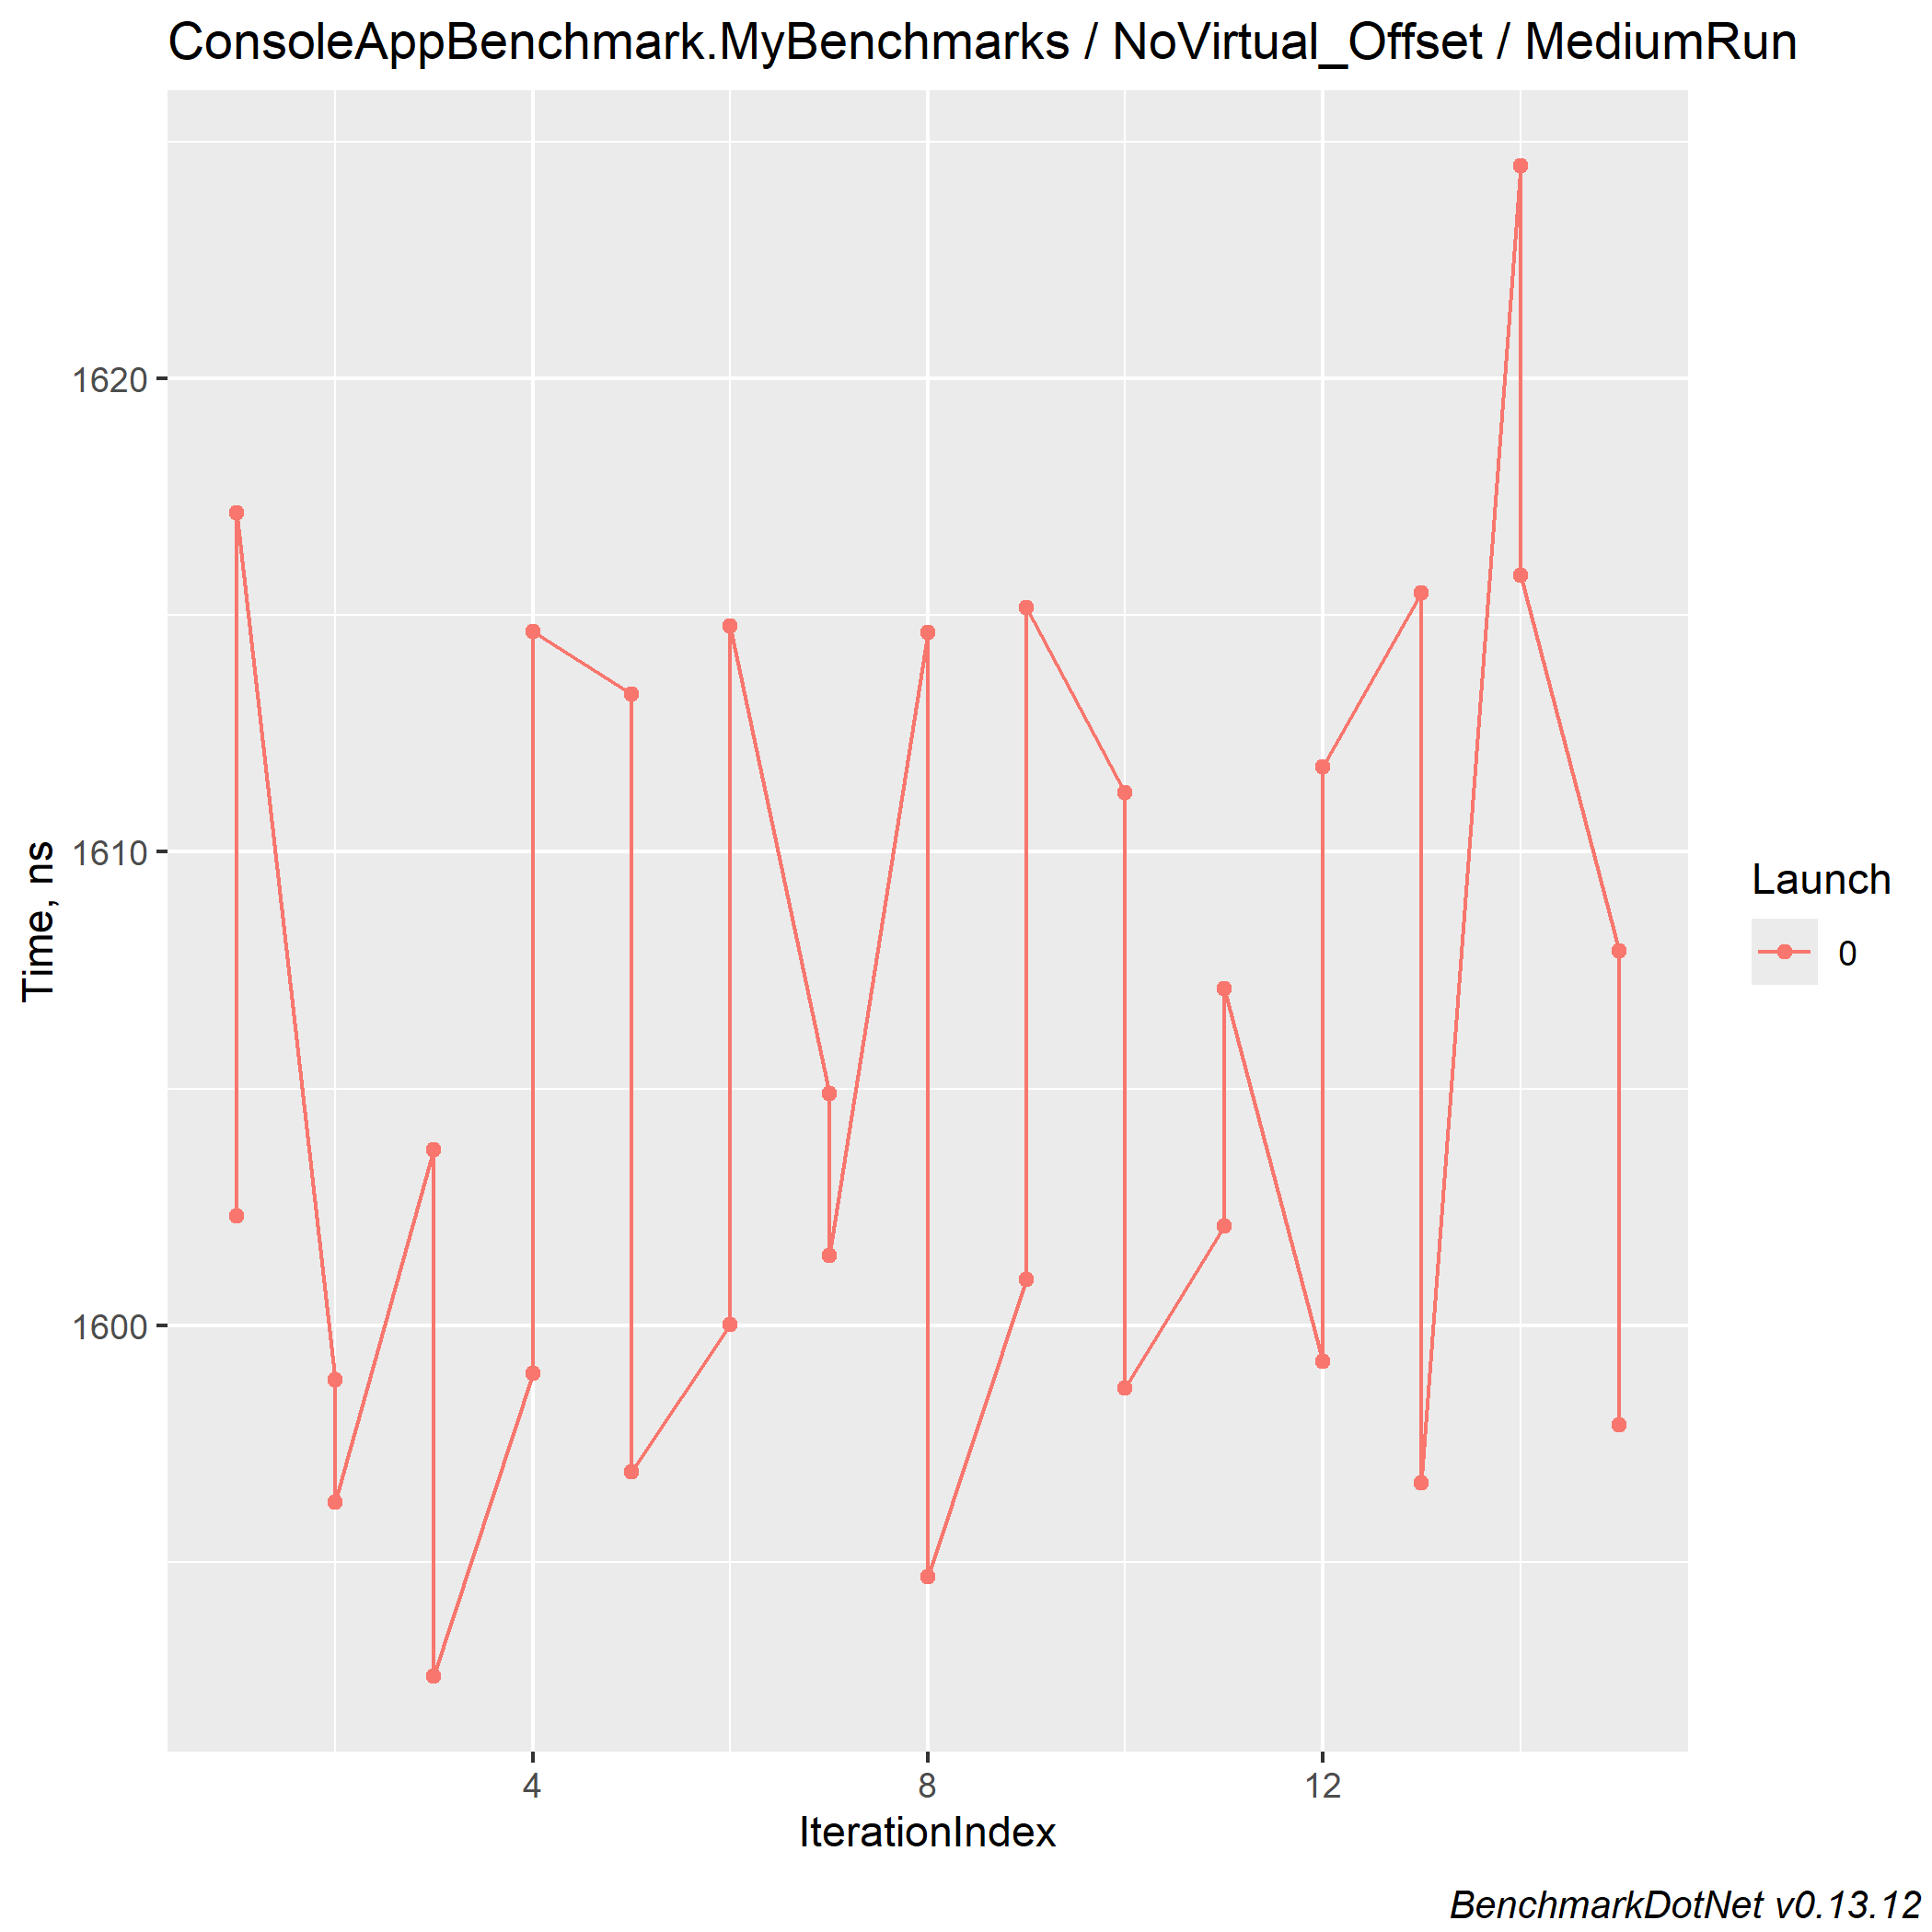 ConsoleAppBenchmark.MyBenchmarks / NoVirtual_Offset / MediumRun
1620
1610
1600
Time, ns
4
8
12
IterationIndex
Launch
0
BenchmarkDotNet v0.13.12